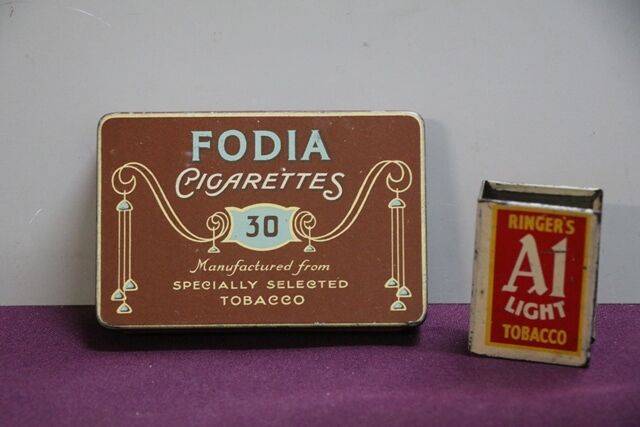 FODIA
CIGARETTES
30
Manufactured from
SPECIALLY SELECTED
TOBACCO
RINGER'S
A1
LIGHT
TOBACCO